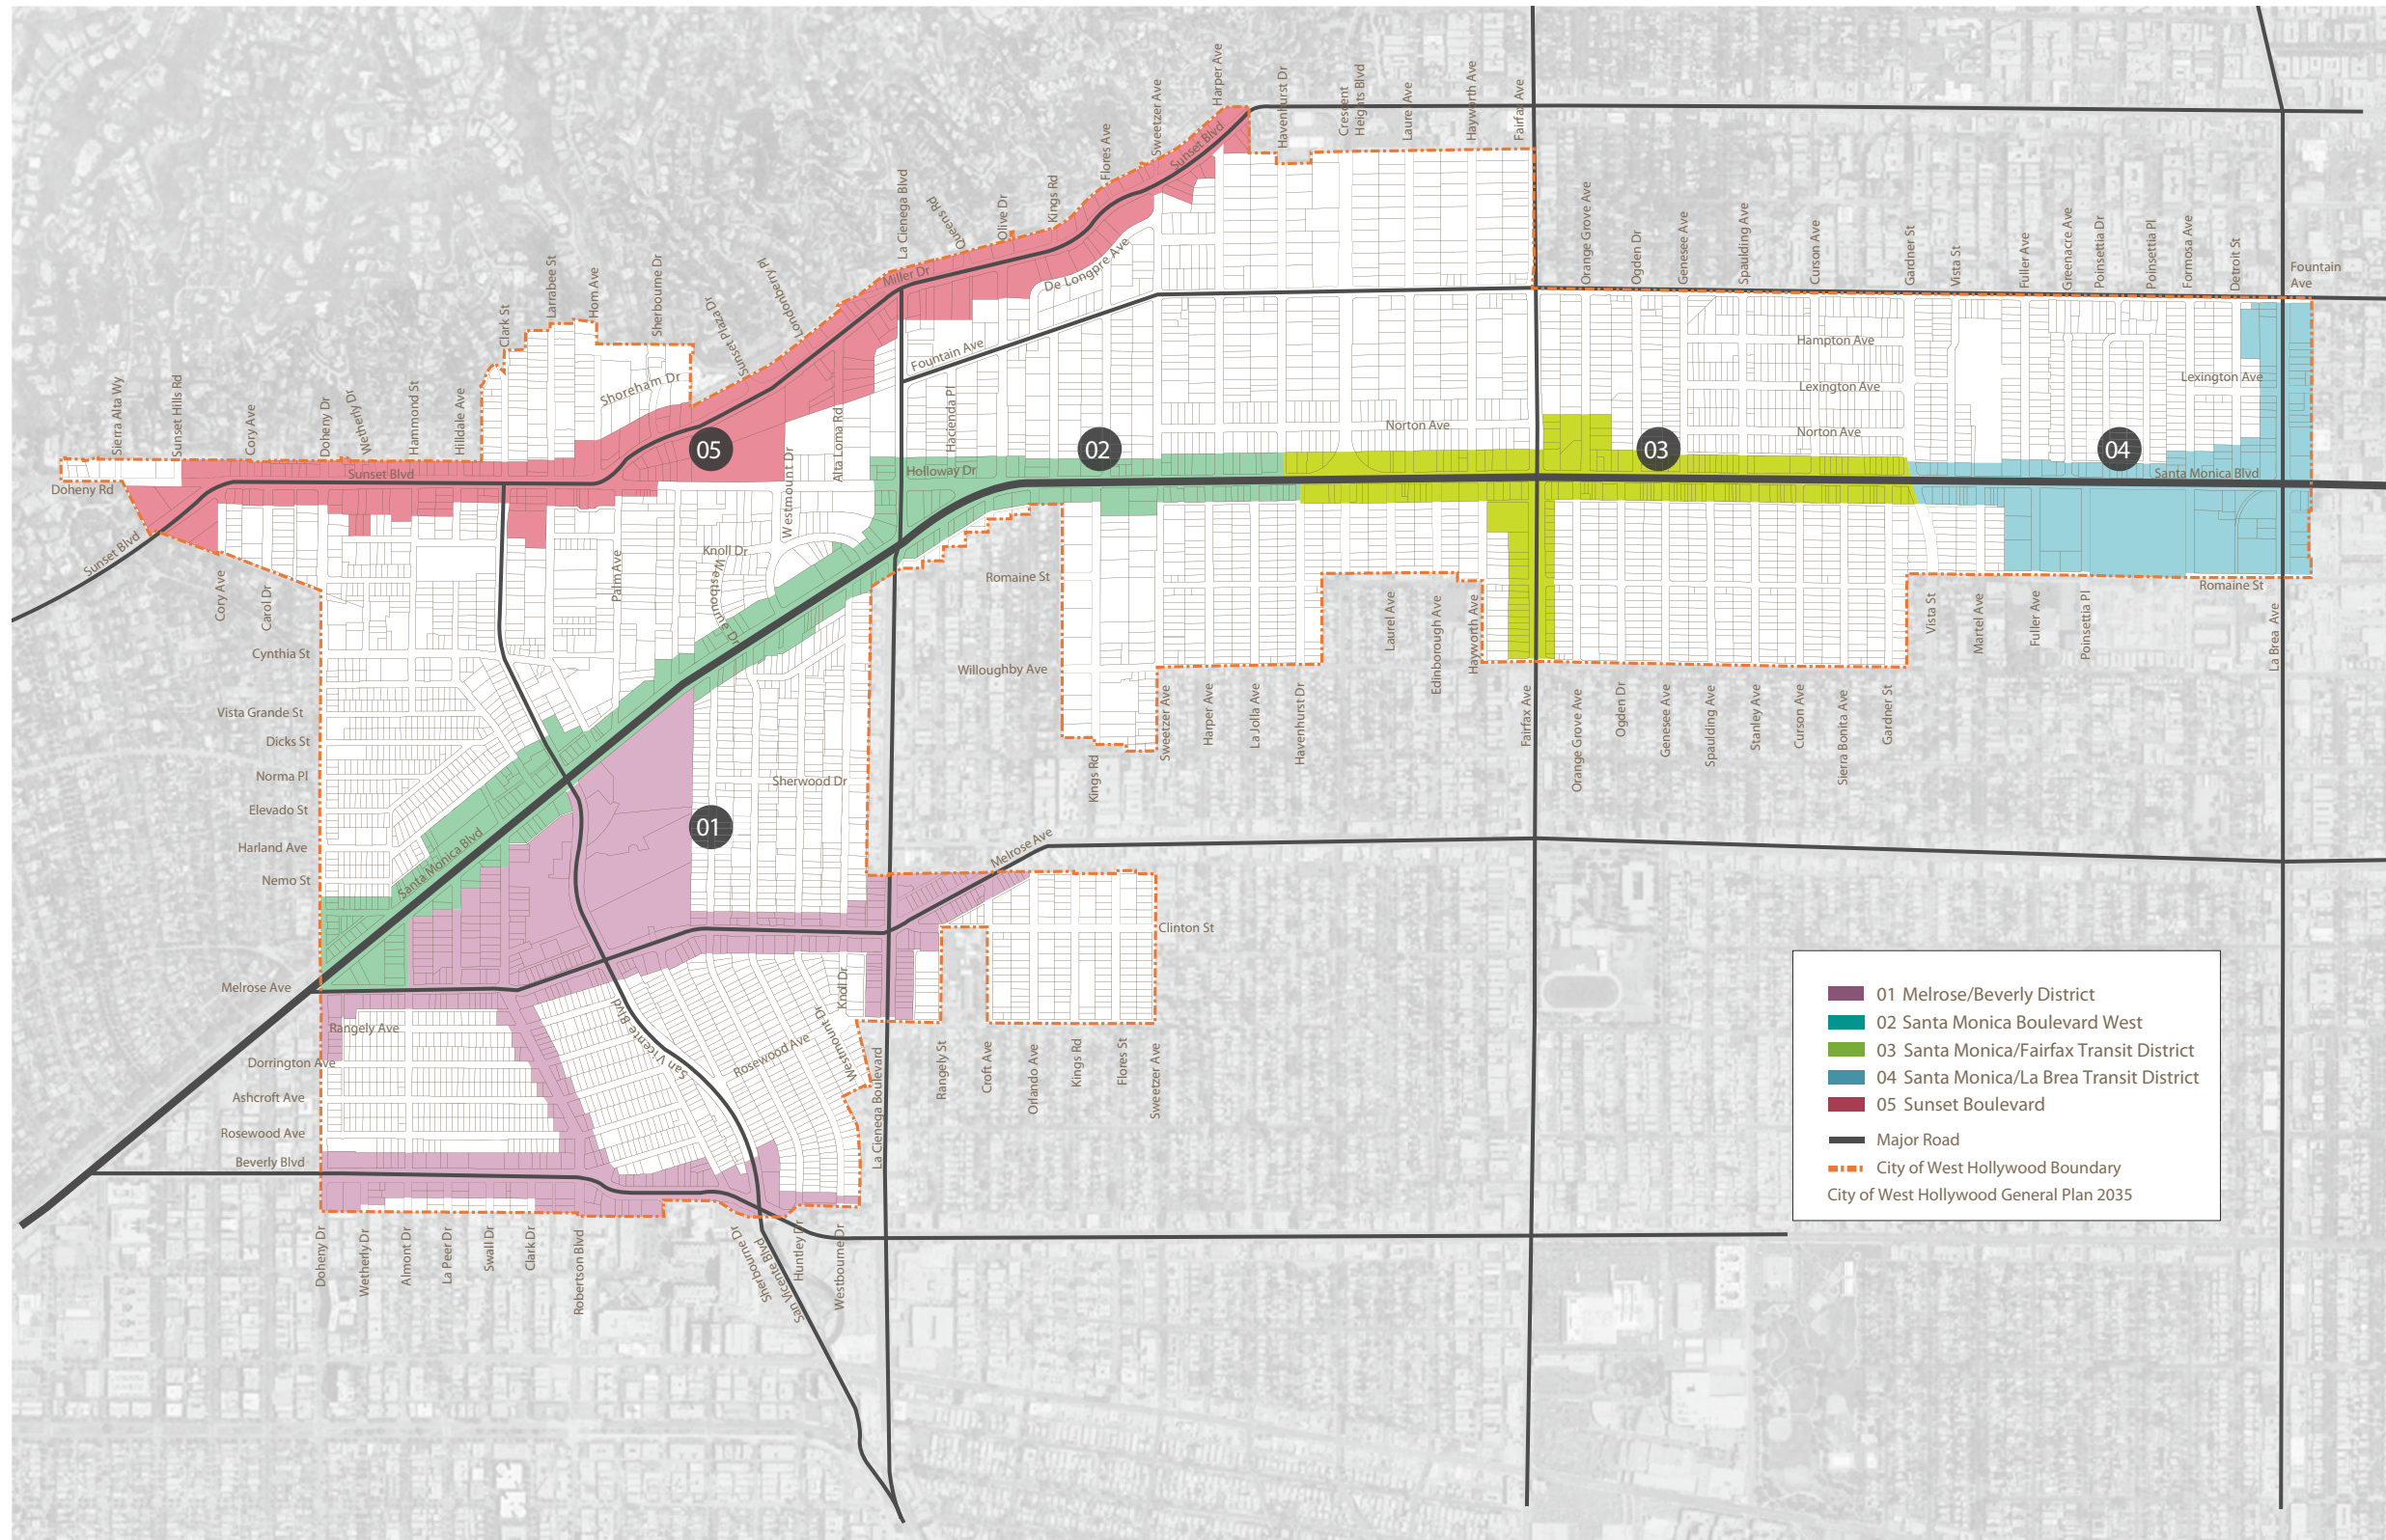 Harper Ave
Sweetzer Ave
Havenhurst Dr
Crescent
Heights Blvd
Laure Ave
Hayworth Ave
Fairfax Ave
Flores Ave
Sunset Blvd
Kings Rd
La Cienega Blvd
Queens Rd
Olive Dr
Orange Grove Ave
Ogden Dr
Genesee Ave
Spaulding Ave
Curson Ave
Gardner St
Vista St
Fuller Ave
Greenacre Ave
Poinsettia Dr
Poinsettia Pl
Formosa Ave
Detroit St
Fountain
Ave
Clark St
Larrabee St
Horn Ave
Sherbourne Dr
Sunset Plaza Dr
Londonberry Pl
Miller Dr
De Longpre Ave
Fountain Ave
Hampton Ave
Lexington Ave
Lexington Ave
Shoreham Dr
Sierra Alta Wy
Sunset Hills Rd
Cory Ave
Doheny Dr
Wetherly Dr
Hammond St
Hilldale Ave
Alta Loma Rd
Hacienda Pl
Norton Ave
Norton Ave
05
02
03
04
Sunset Blvd
Holloway Dr
Santa Monica Blvd
Doheny Rd
Westmount Dr
Sunset Blvd
Knoll Dr
Palm Ave
Westbourne Dr
Romaine St
Romaine St
Cory Ave
Carol Dr
Laurel Ave
Edinborough Ave
Hayworth Ave
Vista St
Martel Ave
Fuller Ave
Poinsettia Pl
La Brea Ave
Cynthia St
Willoughby Ave
Vista Grande St
Dicks St
Norma Pl
Elevado St
Harland Ave
Nemo St
Sherwood Dr
Kings Rd
Sweetzer Ave
Harper Ave
La Jolla Ave
Havenhurst Dr
Fairfax Ave
Orange Grove Ave
Ogden Dr
Genesee Ave
Spaulding Ave
Stanley Ave
Curson Ave
Sierra Bonita Ave
Gardner St
01
Santa Monica Blvd
Melrose Ave
Clinton St
Melrose Ave
Knoll Dr
Rangely Ave
Dorrington Ave
Ashcroft Ave
Rosewood Ave
Beverly Blvd
San Vicente Blvd
Rosewood Ave
Westmount Dr
La Cienega Boulevard
Rangely St
Croft Ave
Orlando Ave
Kings Rd
Flores St
Sweetzer Ave
Doheny Dr
Wetherly Dr
Almont Dr
La Peer Dr
Swall Dr
Clark Dr
Robertson Blvd
Sherbourne Dr
San Vicente Blvd
Huntley Dr
Westbourne Dr
01 Melrose/Beverly District
02 Santa Monica Boulevard West
03 Santa Monica/Fairfax Transit District
04 Santa Monica/La Brea Transit District
05 Sunset Boulevard
Major Road
City of West Hollywood Boundary
City of West Hollywood General Plan 2035